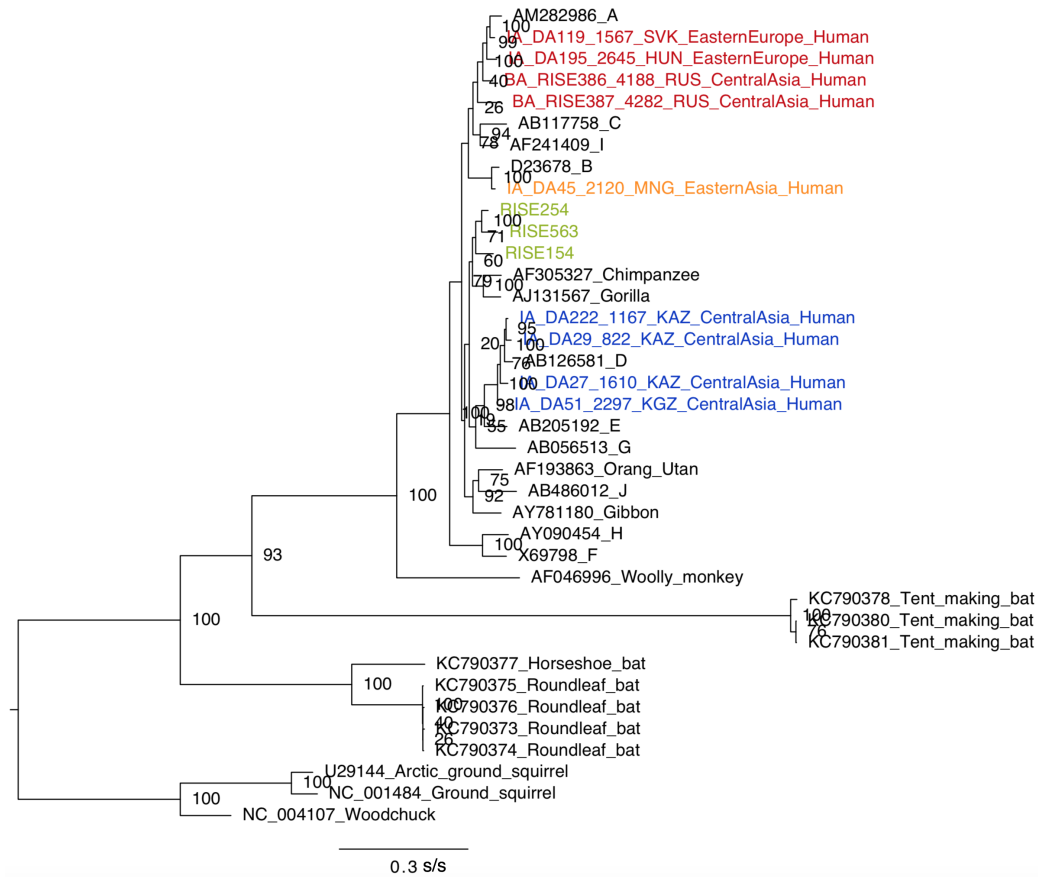 AM282986_A
100
IA_DA119_1567_SVK_EasternEurope_Human
99
IA_DA195_2645_HUN_EasternEurope_Human
100
BA_RISE386_4188_RUS_CentralAsia_Human
40
BA_RISE387_4282_RUS_CentralAsia_Human
26
AB117758_C
94
78
AF241409_I
D23678_B
100
IA_DA45_2120_MNG_EasternAsia_Human
RISE254
100
RISE563
71
RISE154
60
AF305327_Chimpanzee
79
100
AJ131567_Gorilla
IA_DA222_1167_KAZ_CentralAsia_Human
95
IA_DA29_822_KAZ_CentralAsia_Human
20
100
AB126581_D
76
IA_DA27_1610_KAZ_CentralAsia_Human
100
IA_DA51_2297_KGZ_CentralAsia_Human
98
100
19
AB205192_E
55
AB056513_G
AF193863_Orang_Utan
75
AB486012_J
92
100
AY781180_Gibbon
AY090454_H
100
X69798_F
93
AF046996_Woolly_monkey
KC790378_Tent_making_bat
100
KC790380_Tent_making_bat
100
76
KC790381_Tent_making_bat
KC790377_Horseshoe_bat
100
KC790375_Roundleaf_bat
100
KC790376_Roundleaf_bat
40
KC790373_Roundleaf_bat
26
KC790374_Roundleaf_bat
U29144_Arctic_ground_squirrel
100
NC_001484_Ground_squirrel
100
NC_004107_Woodchuck
0.3 s/s